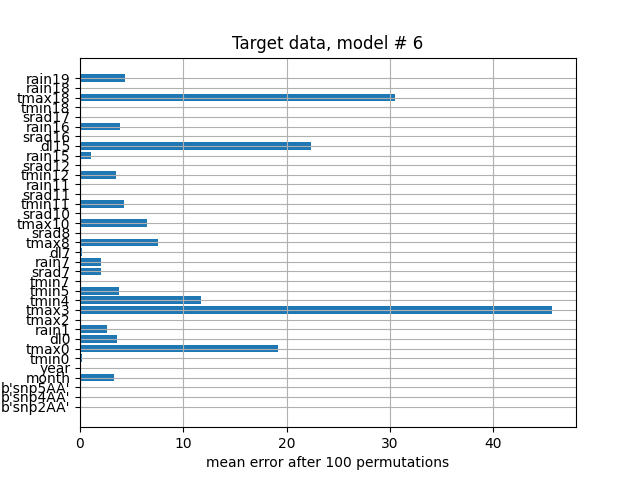 Target data, model # 6
rain19
rain18
tmax18
tmin18
srad17
rain16
srad16
dl15
rain15
srad12
tmin12
rain11
srad11
tmin11
srad10
tmax10
srad8
tmax8
dl7
rain7
srad7
tmin7
tmin5
tmin4
tmax3
tmax2
rain1
dl0
tmax0
tmin0
year
month
b'snp5AA'
b'snp4AA'
b'snp2AA'
0 10 20 30 40
mean error after 100 permutations